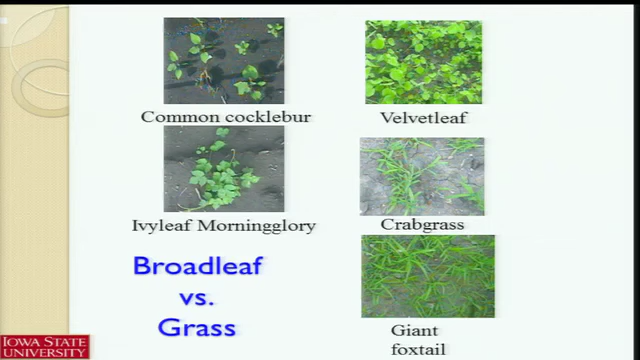 Common cocklebur
Velvetleaf
Ivyleaf Morningglory
Crabgrass
Broadleaf
vs.
Grass
Giant
foxtail
IOWA STATE
UNIVERSITY